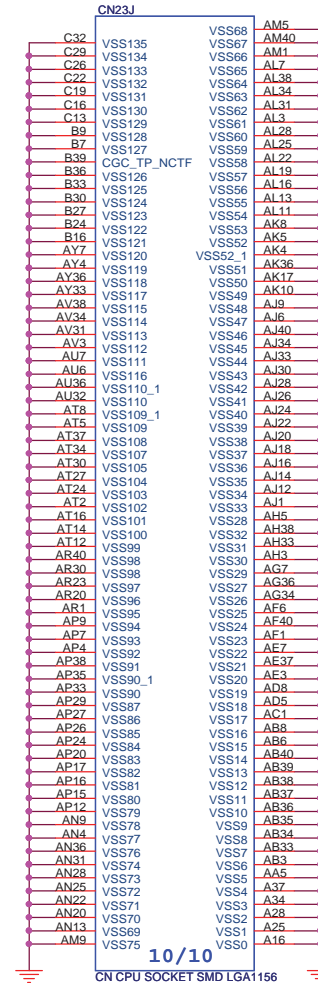 CN23J
VSS68 AM5
C32 VSS135 VSS67 AM40
C29 VSS134 VSS66 AM1
C26 VSS133 VSS65 AL7
C22 VSS132 VSS64 AL38
C19 VSS131 VSS63 AL34
C16 VSS130 VSS62 AL31
C13 VSS129 VSS61 AL3
B9 VSS128 VSS60 AL28
B7 VSS127 VSS59 AL25
B39 CGC_TP_NCTF VSS58 AL22
B36 VSS126 VSS57 AL19
B33 VSS125 VSS56 AL16
B30 VSS124 VSS55 AL13
B27 VSS123 VSS54 AL11
B24 VSS122 VSS53 AK8
B16 VSS121 VSS52 AK5
AY7 VSS120 VSS52_1 AK4
AY4 VSS119 VSS51 AK36
AY36 VSS118 VSS50 AK17
AY33 VSS117 VSS49 AK10
AV38 VSS115 VSS48 AJ9
AV34 VSS114 VSS47 AJ6
AV31 VSS113 VSS46 AJ40
AV3 VSS112 VSS45 AJ34
AU7 VSS111 VSS44 AJ33
AU6 VSS116 VSS43 AJ30
AU36 VSS110_1 VSS42 AJ28
AU32 VSS110 VSS41 AJ26
AT8 VSS109_1 VSS40 AJ24
AT5 VSS109 VSS39 AJ22
AT37 VSS108 VSS38 AJ20
AT34 VSS107 VSS37 AJ18
AT30 VSS105 VSS36 AJ16
AT27 VSS104 VSS35 AJ14
AT24 VSS103 VSS34 AJ12
AT2 VSS102 VSS33 AJ1
AT16 VSS101 VSS28 AH5
AT14 VSS100 VSS32 AH38
AT12 VSS99 VSS31 AH33
AR40 VSS98 VSS30 AH3
AR30 VSS98 VSS29 AG7
AR23 VSS97 VSS27 AG36
AR20 VSS96 VSS26 AG34
AR1 VSS95 VSS25 AF6
AP9 VSS94 VSS24 AF40
AP7 VSS93 VSS23 AF1
AP4 VSS92 VSS22 AE7
AP38 VSS91 VSS21 AE37
AP35 VSS90_1 VSS20 AE3
AP33 VSS90 VSS19 AD8
AP29 VSS87 VSS18 AD5
AP27 VSS86 VSS17 AC1
AP26 VSS85 VSS16 AB8
AP24 VSS84 VSS15 AB6
AP20 VSS83 VSS14 AB40
AP17 VSS82 VSS13 AB39
AP16 VSS81 VSS12 AB38
AP15 VSS80 VSS11 AB37
AP12 VSS79 VSS10 AB36
AN9 VSS78 VSS9 AB35
AN4 VSS77 VSS8 AB34
AN36 VSS76 VSS7 AB33
AN31 VSS74 VSS6 AB3
AN28 VSS73 VSS5 AA5
AN25 VSS72 VSS4 A37
AN22 VSS71 VSS3 A34
AN20 VSS70 VSS2 A28
AN13 VSS69 VSS1 A25
AM9 VSS75 VSS0 A16
10/10
CN CPU SOCKET SMD LGA1156